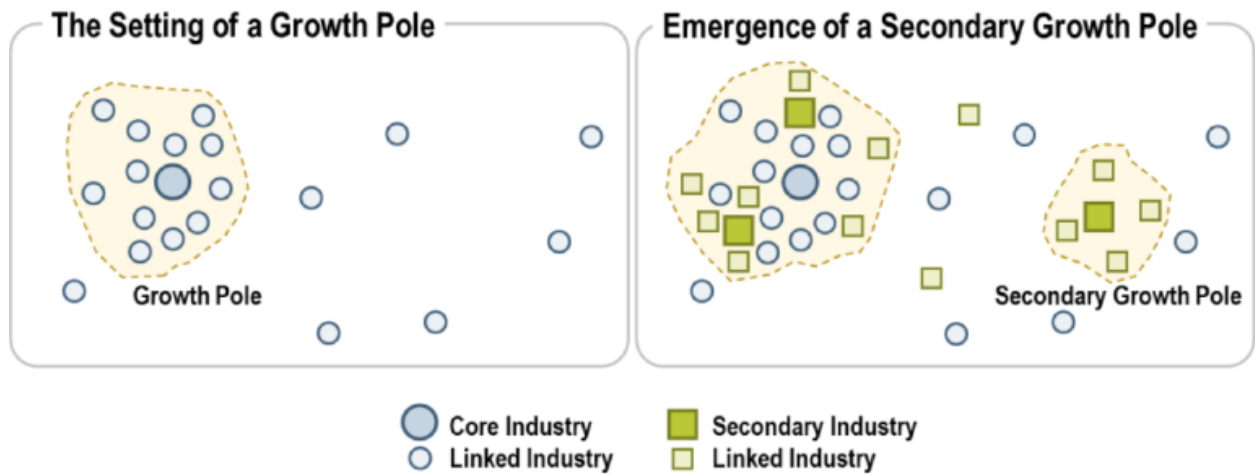 The Setting of a Growth Pole
Growth Pole
Emergence of a Secondary Growth Pole
Secondary Growth Pole
Core Industry
Linked Industry
Secondary Industry
Linked Industry